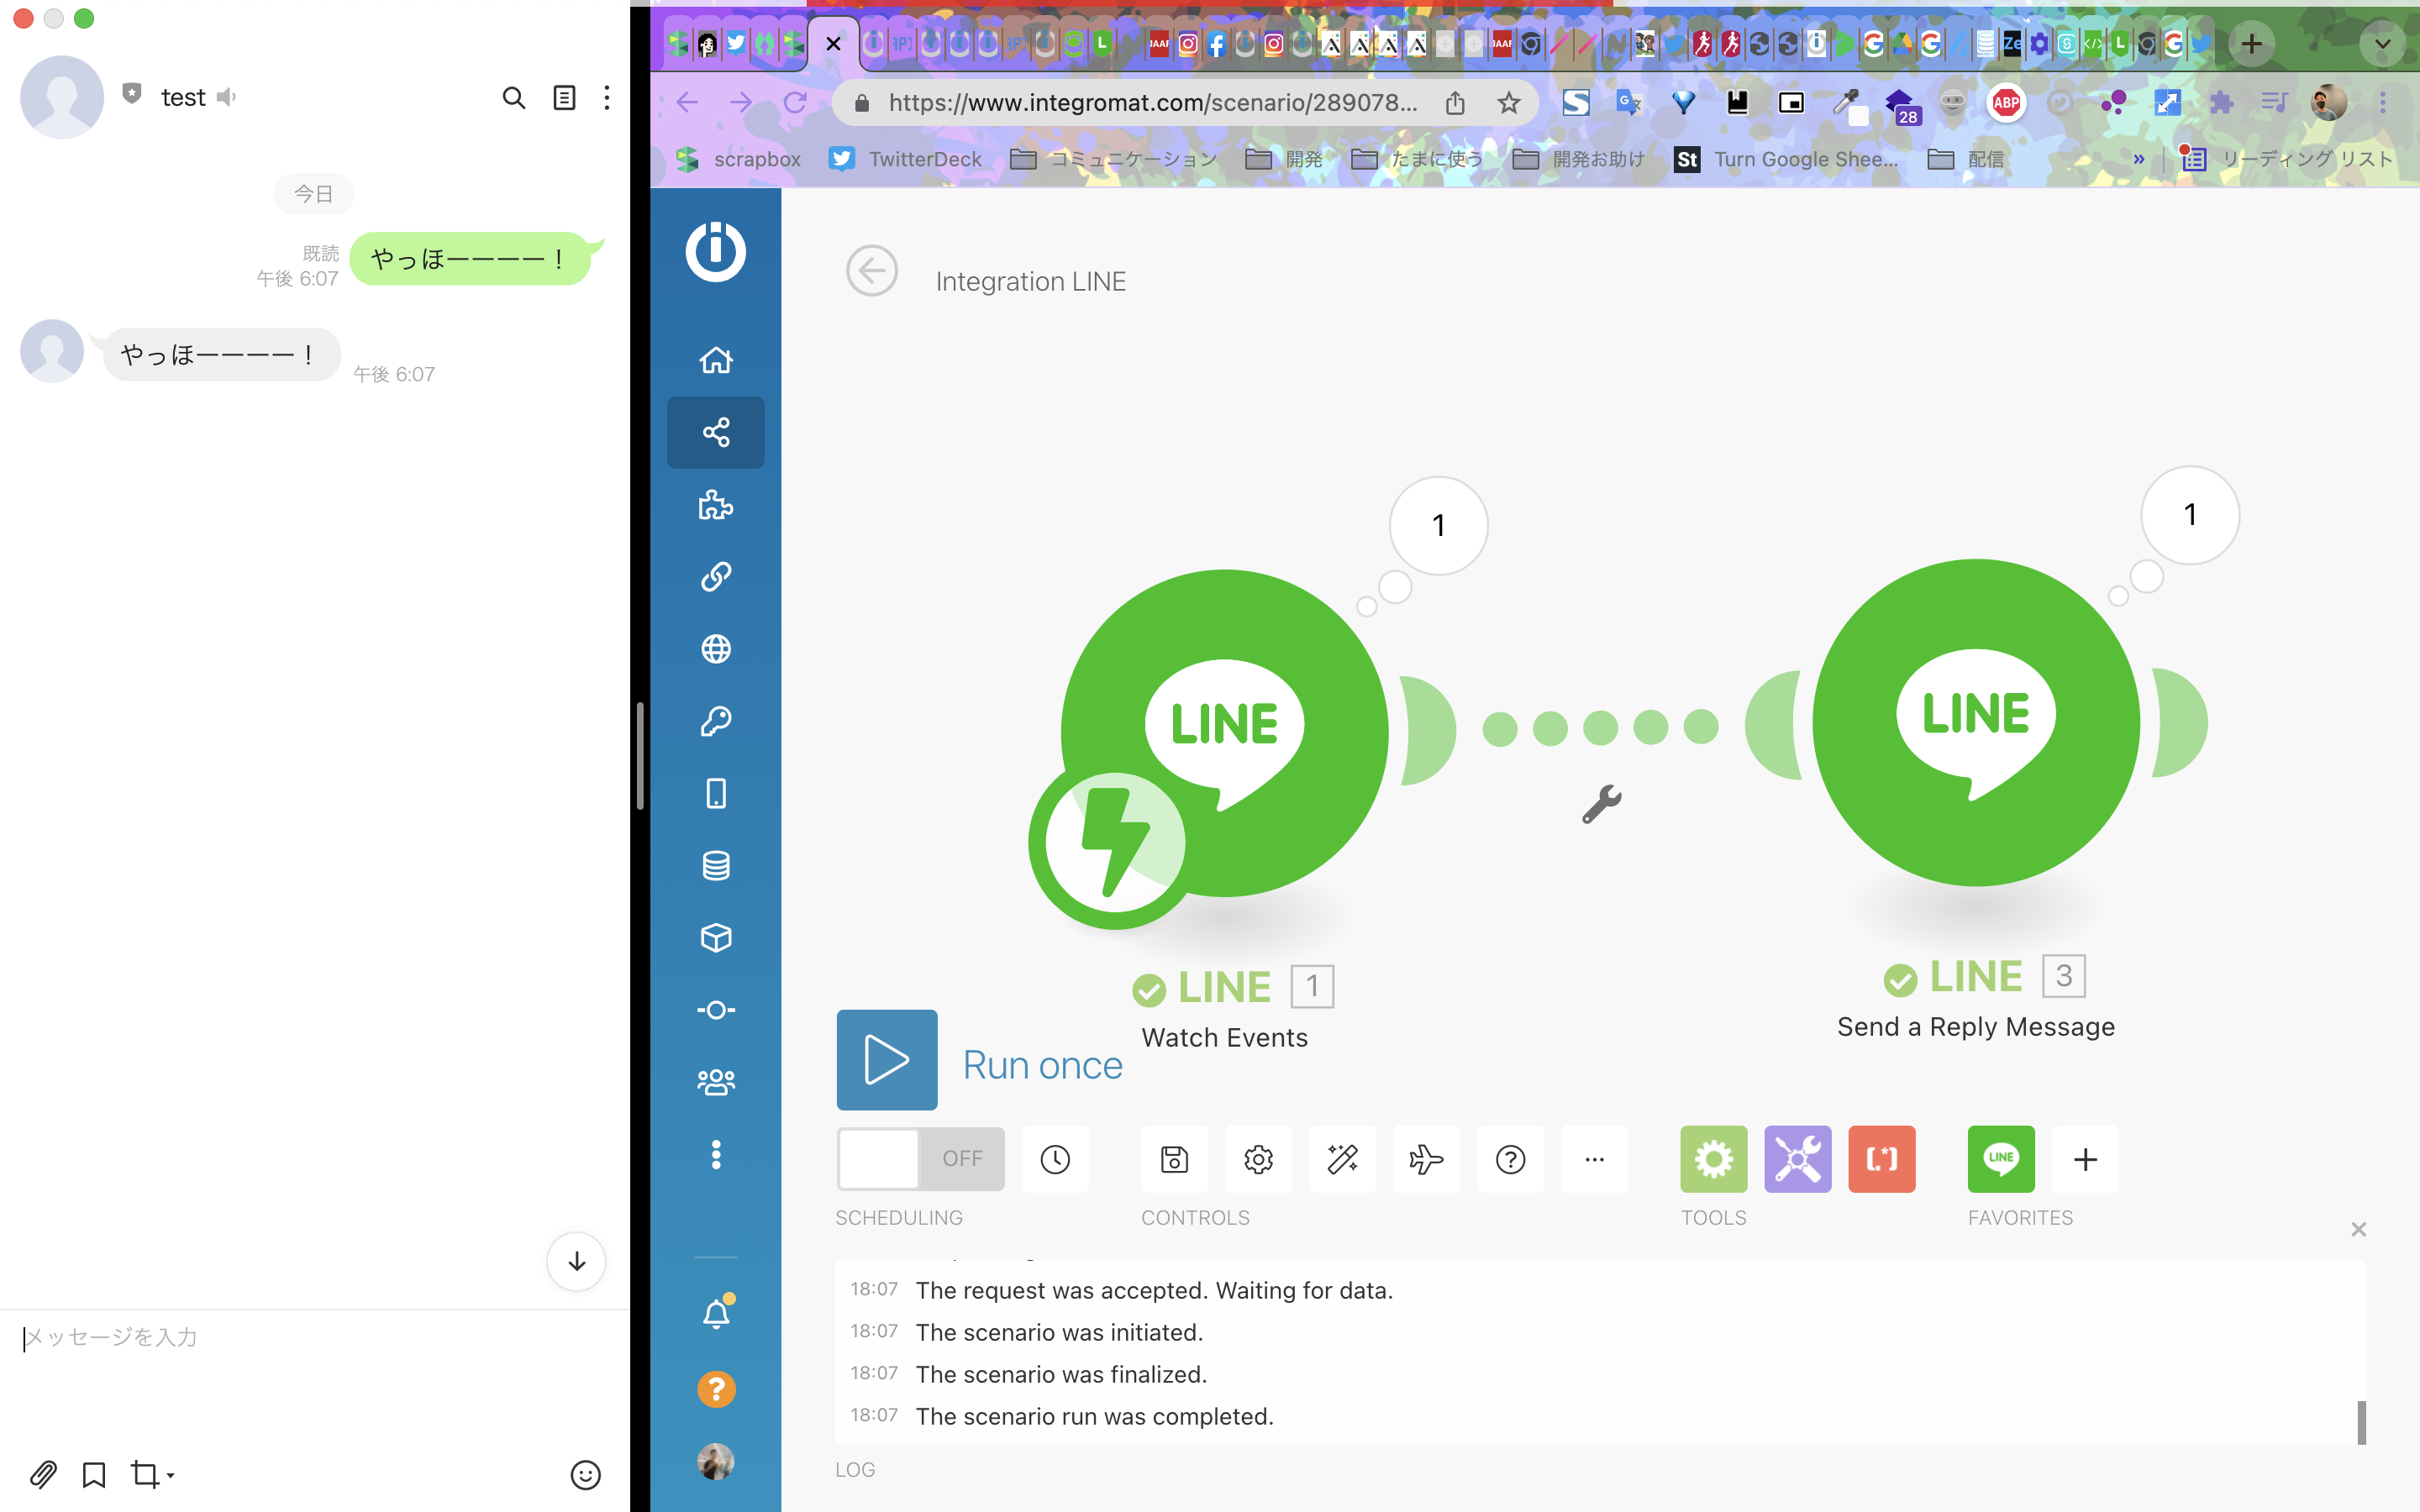 test
今日
既読
午後 6:07
やっほーーーー！
やっほーーーー！
午後 6:07
メッセージを入力
https://www.integromat.com/scenario/289078...
28
ABP
scrapbox
TwitterDeck
コミュニケーション
開発
たまに使う
開発お助け
St
Turn Google Shee...
配信
»
リーディング リスト
Integration LINE
1
1
LINE
LINE
LINE 1
Watch Events
LINE 3
Send a Reply Message
Run once
OFF
LINE
SCHEDULING
CONTROLS
TOOLS
FAVORITES
18:07 The request was accepted. Waiting for data.
18:07 The scenario was initiated.
18:07 The scenario was finalized.
18:07 The scenario run was completed.
LOG